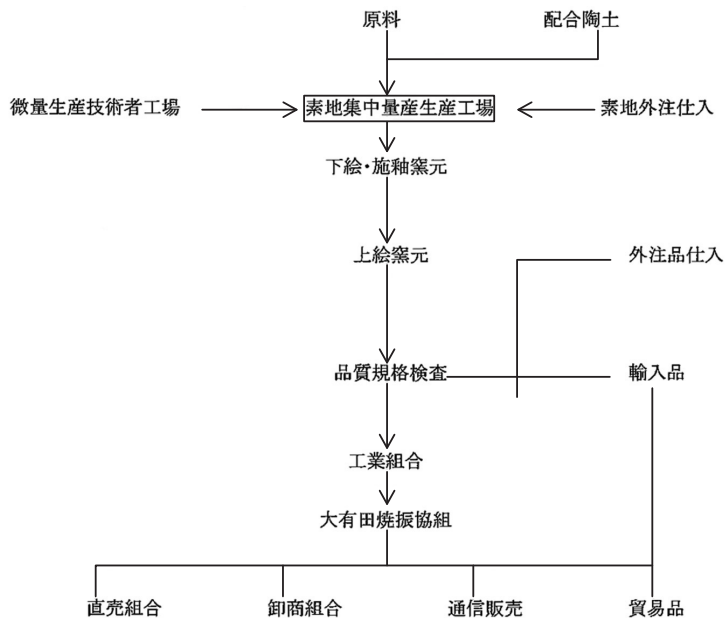 原料
配合陶土
微量生産技術者工場
素地集中量産生産工場
素地外注仕入
下絵・施釉窯元
上絵窯元
外注品仕入
品質規格検査
輸入品
工業組合
大有田焼振協組
直売組合
卸商組合
通信販売
貿易品